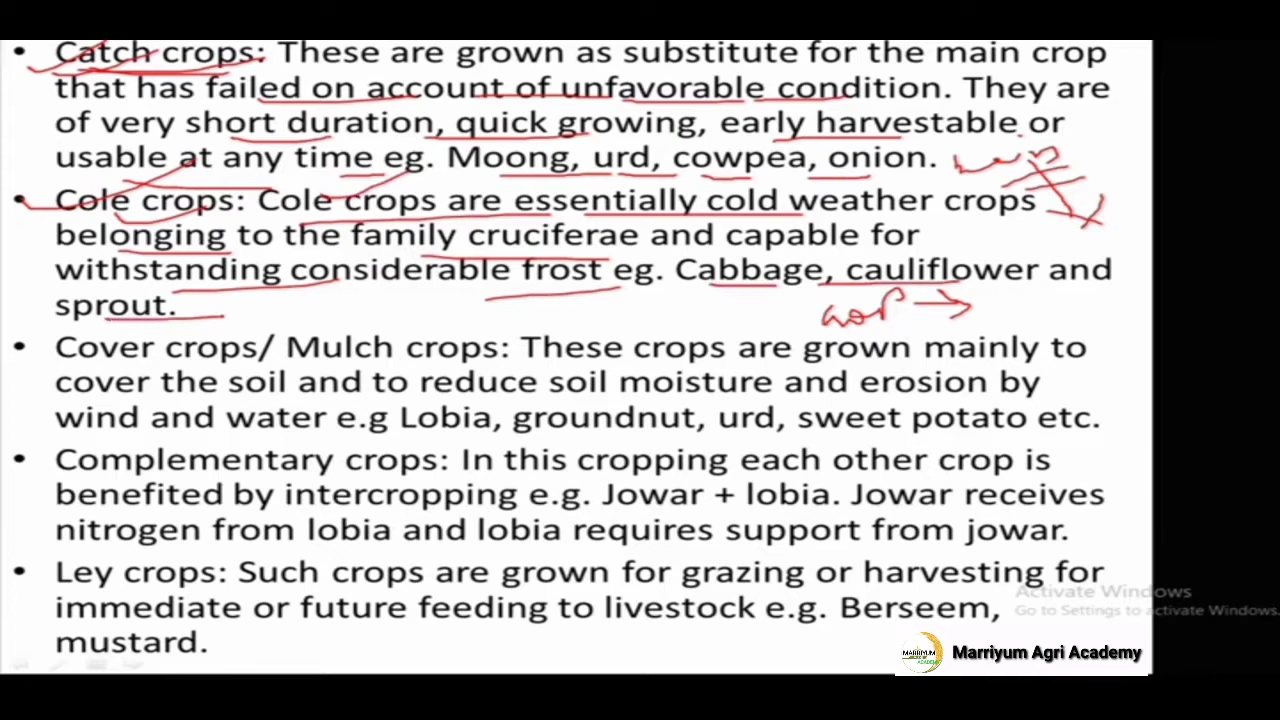 • Catch crops: These are grown as substitute for the main crop
that has failed on account of unfavorable condition. They are
of very short duration, quick growing, early harvestable or
usable at any time eg. Moong, urd, cowpea, onion.
• Cole crops: Cole crops are essentially cold weather crops
belonging to the family cruciferae and capable for
withstanding considerable frost eg. Cabbage, cauliflower and
sprout.
• Cover crops/ Mulch crops: These crops are grown mainly to
cover the soil and to reduce soil moisture and erosion by
wind and water e.g Lobia, groundnut, urd, sweet potato etc.
• Complementary crops: In this cropping each other crop is
benefited by intercropping e.g. Jowar + lobia. Jowar receives
nitrogen from lobia and lobia requires support from jowar.
• Ley crops: Such crops are grown for grazing or harvesting for
immediate or future feeding to livestock e.g. Berseem,
mustard.
Activate Windows
Go to Settings to activate Windows.
MARRIYUM
ACADEMY
Marriyum Agri Academy